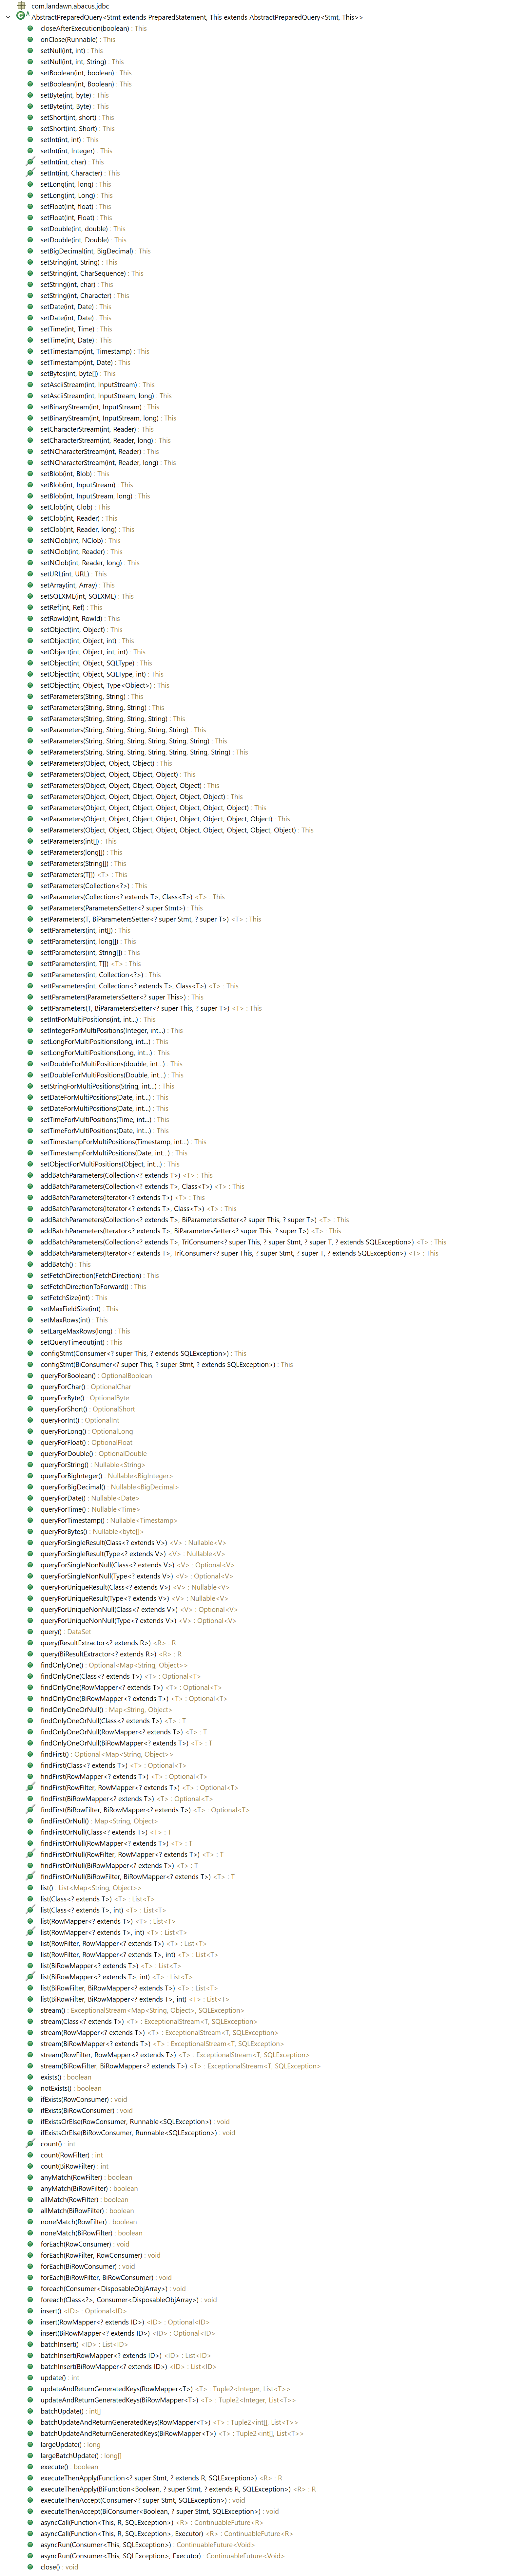 com.landawn.abacus.jdbc
AbstractPreparedQuery<Stmt extends PreparedStatement, This extends AbstractPreparedQuery<Stmt, This>>
closeAfterExecution(boolean) : This
onClose(Runnable) : This
setNull(int, int) : This
setNull(int, int, String) : This
setBoolean(int, boolean) : This
setBoolean(int, Boolean) : This
setByte(int, byte) : This
setByte(int, Byte) : This
setShort(int, short) : This
setShort(int, Short) : This
setInt(int, int) : This
setInt(int, Integer) : This
setInt(int, char) : This
setInt(int, Character) : This
setLong(int, long) : This
setLong(int, Long) : This
setFloat(int, float) : This
setFloat(int, Float) : This
setDouble(int, double) : This
setDouble(int, Double) : This
setBigDecimal(int, BigDecimal) : This
setString(int, String) : This
setString(int, CharSequence) : This
setString(int, char) : This
setString(int, Character) : This
setDate(int, Date) : This
setDate(int, Date) : This
setTime(int, Time) : This
setTime(int, Date) : This
setTimestamp(int, Timestamp) : This
setTimestamp(int, Date) : This
setBytes(int, byte[]) : This
setAsciiStream(int, InputStream) : This
setAsciiStream(int, InputStream, long) : This
setBinaryStream(int, InputStream) : This
setBinaryStream(int, InputStream, long) : This
setCharacterStream(int, Reader) : This
setCharacterStream(int, Reader, long) : This
setNCharacterStream(int, Reader) : This
setNCharacterStream(int, Reader, long) : This
setBlob(int, Blob) : This
setBlob(int, InputStream) : This
setBlob(int, InputStream, long) : This
setClob(int, Clob) : This
setClob(int, Reader) : This
setClob(int, Reader, long) : This
setNClob(int, NClob) : This
setNClob(int, Reader) : This
setNClob(int, Reader, long) : This
setURL(int, URL) : This
setArray(int, Array) : This
setSQLXML(int, SQLXML) : This
setRef(int, Ref) : This
setRowId(int, RowId) : This
setObject(int, Object) : This
setObject(int, Object, int) : This
setObject(int, Object, int, int) : This
setObject(int, Object, SQLType) : This
setObject(int, Object, SQLType, int) : This
setObject(int, Object, Type<Object>) : This
setParameters(String, String) : This
setParameters(String, String, String) : This
setParameters(String, String, String, String) : This
setParameters(String, String, String, String, String) : This
setParameters(String, String, String, String, String, String) : This
setParameters(String, String, String, String, String, String, String) : This
setParameters(Object, Object, Object) : This
setParameters(Object, Object, Object, Object) : This
setParameters(Object, Object, Object, Object, Object) : This
setParameters(Object, Object, Object, Object, Object, Object) : This
setParameters(Object, Object, Object, Object, Object, Object, Object) : This
setParameters(Object, Object, Object, Object, Object, Object, Object, Object) : This
setParameters(Object, Object, Object, Object, Object, Object, Object, Object, Object) : This
setParameters(int[]) : This
setParameters(long[]) : This
setParameters(String[]) : This
setParameters(T[]) <T> : This
setParameters(Collection<?>) : This
setParameters(Collection<? extends T>, Class<T>) <T> : This
setParameters(ParametersSetter<? super Stmt>) : This
setParameters(T, BiParametersSetter<? super Stmt, ? super T>) <T> : This
settParameters(int, int[]) : This
settParameters(int, long[]) : This
settParameters(int, String[]) : This
settParameters(int, T[]) <T> : This
settParameters(int, Collection<?>) : This
settParameters(int, Collection<? extends T>, Class<T>) <T> : This
settParameters(ParametersSetter<? super This>) : This
settParameters(T, BiParametersSetter<? super This, ? super T>) <T> : This
setIntForMultiPositions(int, int...) : This
setIntegerForMultiPositions(Integer, int...) : This
setLongForMultiPositions(long, int...) : This
setLongForMultiPositions(Long, int...) : This
setDoubleForMultiPositions(double, int...) : This
setDoubleForMultiPositions(Double, int...) : This
setStringForMultiPositions(String, int...) : This
setDateForMultiPositions(Date, int...) : This
setDateForMultiPositions(Date, int...) : This
setTimeForMultiPositions(Time, int...) : This
setTimeForMultiPositions(Date, int...) : This
setTimestampForMultiPositions(Timestamp, int...) : This
setTimestampForMultiPositions(Date, int...) : This
setObjectForMultiPositions(Object, int...) : This
addBatchParameters(Collection<? extends T>) <T> : This
addBatchParameters(Collection<? extends T>, Class<T>) <T> : This
addBatchParameters(Iterator<? extends T>) <T> : This
addBatchParameters(Iterator<? extends T>, Class<T>) <T> : This
addBatchParameters(Collection<? extends T>, BiParametersSetter<? super This, ? super T>) <T> : This
addBatchParameters(Iterator<? extends T>, BiParametersSetter<? super This, ? super T>) <T> : This
addBatchParameters(Collection<? extends T>, TriConsumer<? super This, ? super Stmt, ? super T, ? extends SQLException>) <T> : This
addBatchParameters(Iterator<? extends T>, TriConsumer<? super This, ? super Stmt, ? super T, ? extends SQLException>) <T> : This
addBatch() : This
setFetchDirection(FetchDirection) : This
setFetchDirectionToForward() : This
setFetchSize(int) : This
setMaxFieldSize(int) : This
setMaxRows(int) : This
setLargeMaxRows(long) : This
setQueryTimeout(int) : This
configStmt(Consumer<? super This, ? extends SQLException>) : This
configStmt(BiConsumer<? super This, ? super Stmt, ? extends SQLException>) : This
queryForBoolean() : OptionalBoolean
queryForChar() : OptionalChar
queryForByte() : OptionalByte
queryForShort() : OptionalShort
queryForInt() : OptionalInt
queryForLong() : OptionalLong
queryForFloat() : OptionalFloat
queryForDouble() : OptionalDouble
queryForString() : Nullable<String>
queryForBigInteger() : Nullable<BigInteger>
queryForBigDecimal() : Nullable<BigDecimal>
queryForDate() : Nullable<Date>
queryForTime() : Nullable<Time>
queryForTimestamp() : Nullable<Timestamp>
queryForBytes() : Nullable<byte[]>
queryForSingleResult(Class<? extends V>) <V> : Nullable<V>
queryForSingleResult(Type<? extends V>) <V> : Nullable<V>
queryForSingleNonNull(Class<? extends V>) <V> : Optional<V>
queryForSingleNonNull(Type<? extends V>) <V> : Optional<V>
queryForUniqueResult(Class<? extends V>) <V> : Nullable<V>
queryForUniqueResult(Type<? extends V>) <V> : Nullable<V>
queryForUniqueNonNull(Class<? extends V>) <V> : Optional<V>
queryForUniqueNonNull(Type<? extends V>) <V> : Optional<V>
query() : DataSet
query(ResultExtractor<? extends R>) <R> : R
query(BiResultExtractor<? extends R>) <R> : R
findOnlyOne() : Optional<Map<String, Object>>
findOnlyOne(Class<? extends T>) <T> : Optional<T>
findOnlyOne(RowMapper<? extends T>) <T> : Optional<T>
findOnlyOne(BiRowMapper<? extends T>) <T> : Optional<T>
findOnlyOneOrNull() : Map<String, Object>
findOnlyOneOrNull(Class<? extends T>) <T> : T
findOnlyOneOrNull(RowMapper<? extends T>) <T> : T
findOnlyOneOrNull(BiRowMapper<? extends T>) <T> : T
findFirst() : Optional<Map<String, Object>>
findFirst(Class<? extends T>) <T> : Optional<T>
findFirst(RowMapper<? extends T>) <T> : Optional<T>
findFirst(RowFilter, RowMapper<? extends T>) <T> : Optional<T>
findFirst(BiRowMapper<? extends T>) <T> : Optional<T>
findFirst(BiRowFilter, BiRowMapper<? extends T>) <T> : Optional<T>
findFirstOrNull() : Map<String, Object>
findFirstOrNull(Class<? extends T>) <T> : T
findFirstOrNull(RowMapper<? extends T>) <T> : T
findFirstOrNull(RowFilter, RowMapper<? extends T>) <T> : T
findFirstOrNull(BiRowMapper<? extends T>) <T> : T
findFirstOrNull(BiRowFilter, BiRowMapper<? extends T>) <T> : T
list() : List<Map<String, Object>>
list(Class<? extends T>) <T> : List<T>
list(Class<? extends T>, int) <T> : List<T>
list(RowMapper<? extends T>) <T> : List<T>
list(RowMapper<? extends T>, int) <T> : List<T>
list(RowFilter, RowMapper<? extends T>) <T> : List<T>
list(RowFilter, RowMapper<? extends T>, int) <T> : List<T>
list(BiRowMapper<? extends T>) <T> : List<T>
list(BiRowMapper<? extends T>, int) <T> : List<T>
list(BiRowFilter, BiRowMapper<? extends T>) <T> : List<T>
list(BiRowFilter, BiRowMapper<? extends T>, int) <T> : List<T>
stream() : ExceptionalStream<Map<String, Object>, SQLException>
stream(Class<? extends T>) <T> : ExceptionalStream<T, SQLException>
stream(RowMapper<? extends T>) <T> : ExceptionalStream<T, SQLException>
stream(BiRowMapper<? extends T>) <T> : ExceptionalStream<T, SQLException>
stream(RowFilter, RowMapper<? extends T>) <T> : ExceptionalStream<T, SQLException>
stream(BiRowFilter, BiRowMapper<? extends T>) <T> : ExceptionalStream<T, SQLException>
exists() : boolean
notExists() : boolean
ifExists(RowConsumer) : void
ifExists(BiRowConsumer) : void
ifExistsOrElse(RowConsumer, Runnable<SQLException>) : void
ifExistsOrElse(BiRowConsumer, Runnable<SQLException>) : void
count() : int
count(RowFilter) : int
count(BiRowFilter) : int
anyMatch(RowFilter) : boolean
anyMatch(BiRowFilter) : boolean
allMatch(RowFilter) : boolean
allMatch(BiRowFilter) : boolean
noneMatch(RowFilter) : boolean
noneMatch(BiRowFilter) : boolean
forEach(RowConsumer) : void
forEach(RowFilter, RowConsumer) : void
forEach(BiRowConsumer) : void
forEach(BiRowFilter, BiRowConsumer) : void
foreach(Consumer<DisposableObjArray>) : void
foreach(Class<?>, Consumer<DisposableObjArray>) : void
insert() <ID> : Optional<ID>
insert(RowMapper<? extends ID>) <ID> : Optional<ID>
insert(BiRowMapper<? extends ID>) <ID> : Optional<ID>
batchInsert() <ID> : List<ID>
batchInsert(RowMapper<? extends ID>) <ID> : List<ID>
batchInsert(BiRowMapper<? extends ID>) <ID> : List<ID>
update() : int
updateAndReturnGeneratedKeys(RowMapper<T>) <T> : Tuple2<Integer, List<T>>
updateAndReturnGeneratedKeys(BiRowMapper<T>) <T> : Tuple2<Integer, List<T>>
batchUpdate() : int[]
batchUpdateAndReturnGeneratedKeys(RowMapper<T>) <T> : Tuple2<int[], List<T>>
batchUpdateAndReturnGeneratedKeys(BiRowMapper<T>) <T> : Tuple2<int[], List<T>>
largeUpdate() : long
largeBatchUpdate() : long[]
execute() : boolean
executeThenApply(Function<? super Stmt, ? extends R, SQLException>) <R> : R
executeThenApply(BiFunction<Boolean, ? super Stmt, ? extends R, SQLException>) <R> : R
executeThenAccept(Consumer<? super Stmt, SQLException>) : void
executeThenAccept(BiConsumer<Boolean, ? super Stmt, SQLException>) : void
asyncCall(Function<This, R, SQLException>) <R> : ContinuableFuture<R>
asyncCall(Function<This, R, SQLException>, Executor) <R> : ContinuableFuture<R>
asyncRun(Consumer<This, SQLException>) : ContinuableFuture<Void>
asyncRun(Consumer<This, SQLException>, Executor) : ContinuableFuture<Void>
close() : void